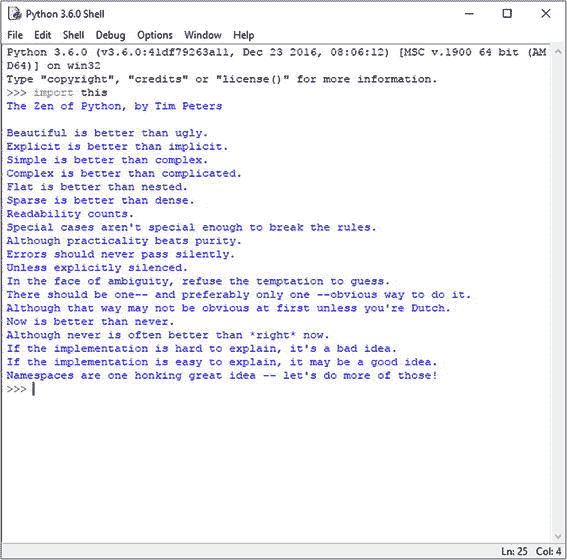 Python 3.6.0 Shell
File Edit Shell Debug Options Window Help
Python 3.6.0 (v3.6.0:41df79263a11, Dec 23 2016, 08:06:12) [MSC v.1900 64 bit (AM
D64)] on win32
Type "copyright", "credits" or "license()" for more information.
>>> import this
The Zen of Python, by Tim Peters

Beautiful is better than ugly.
Explicit is better than implicit.
Simple is better than complex.
Complex is better than complicated.
Flat is better than nested.
Sparse is better than dense.
Readability counts.
Special cases aren't special enough to break the rules.
Although practicality beats purity.
Errors should never pass silently.
Unless explicitly silenced.
In the face of ambiguity, refuse the temptation to guess.
There should be one-- and preferably only one --obvious way to do it.
Although that way may not be obvious at first unless you're Dutch.
Now is better than never.
Although never is often better than *right* now.
If the implementation is hard to explain, it's a bad idea.
If the implementation is easy to explain, it may be a good idea.
Namespaces are one honking great idea -- let's do more of those!
>>>
Ln: 25 Col: 4